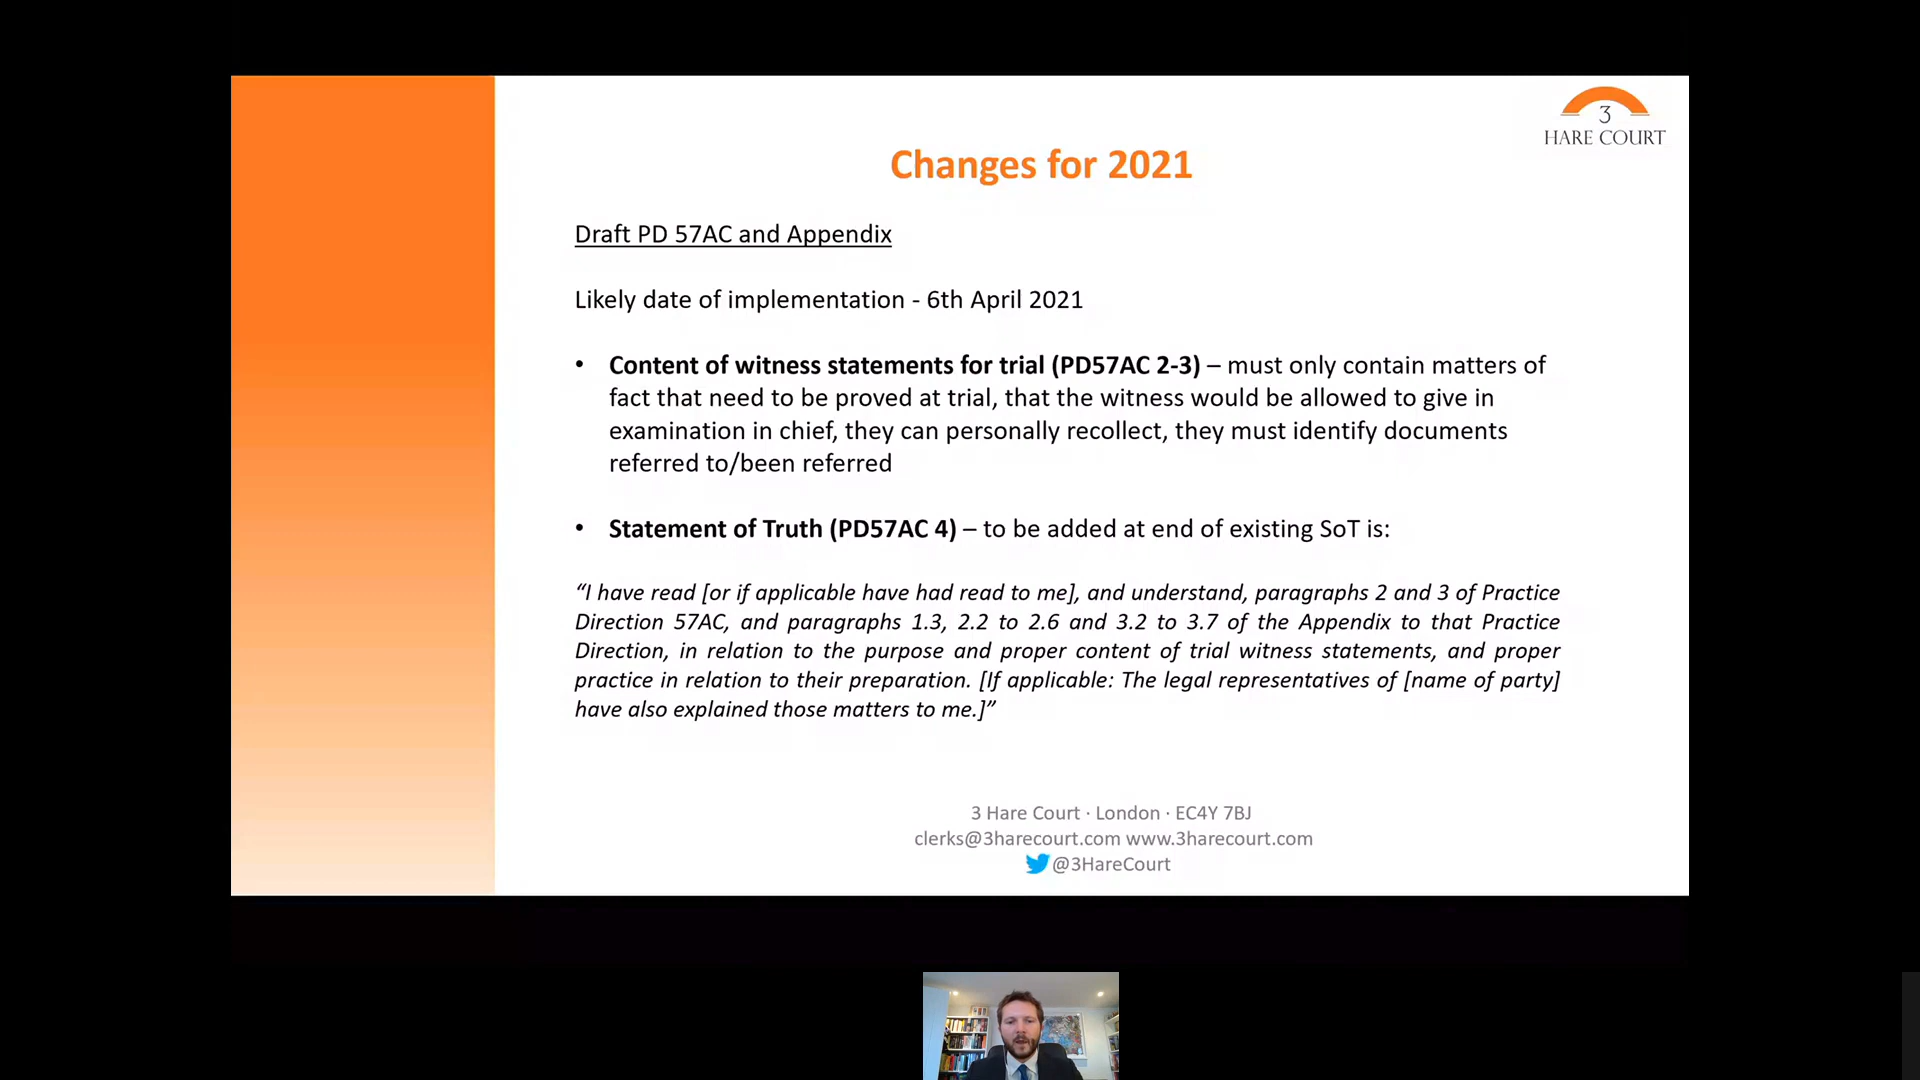 3
HARE COURT
Changes for 2021
Draft PD 57AC and Appendix
Likely date of implementation - 6th April 2021
• Content of witness statements for trial (PD57AC 2-3) – must only contain matters of
fact that need to be proved at trial, that the witness would be allowed to give in
examination in chief, they can personally recollect, they must identify documents
referred to/been referred
• Statement of Truth (PD57AC 4) – to be added at end of existing SoT is:
“I have read [or if applicable have had read to me], and understand, paragraphs 2 and 3 of Practice
Direction 57AC, and paragraphs 1.3, 2.2 to 2.6 and 3.2 to 3.7 of the Appendix to that Practice
Direction, in relation to the purpose and proper content of trial witness statements, and proper
practice in relation to their preparation. [If applicable: The legal representatives of [name of party]
have also explained those matters to me.]”
3 Hare Court · London · EC4Y 7BJ
clerks@3harecourt.com www.3harecourt.com
@3HareCourt